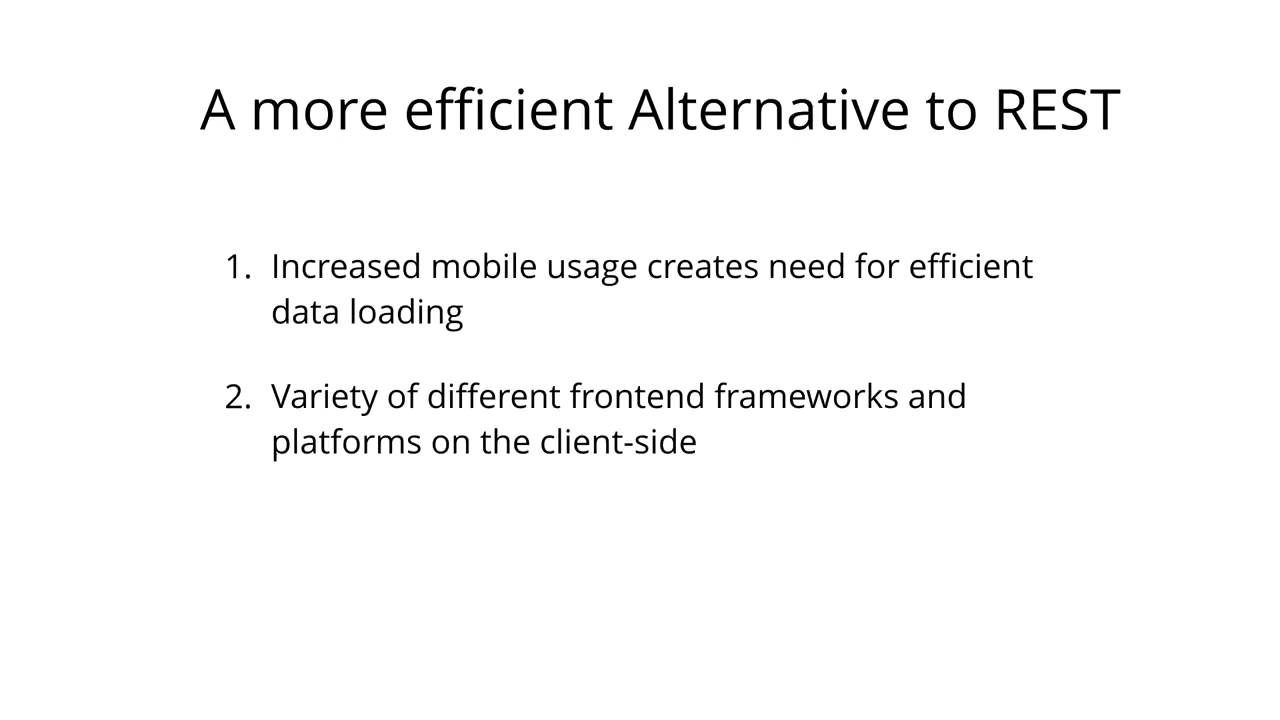 A more efficient Alternative to REST
1. Increased mobile usage creates need for efficient
data loading
2. Variety of different frontend frameworks and
platforms on the client-side